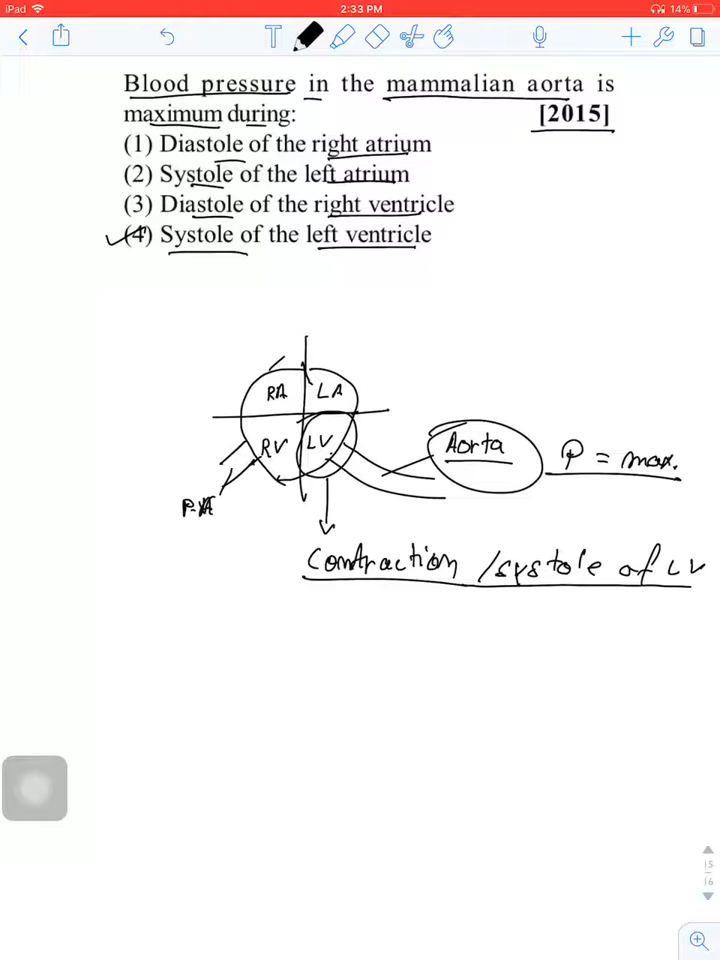 iPad 2:33 PM 14%
T
Blood pressure in the mammalian aorta is
maximum during: [2015]
(1) Diastole of the right atrium
(2) Systole of the left atrium
(3) Diastole of the right ventricle
(4) Systole of the left ventricle
RA LA
RV LV
Aorta P = max.
Contraction /systole of LV
15
16